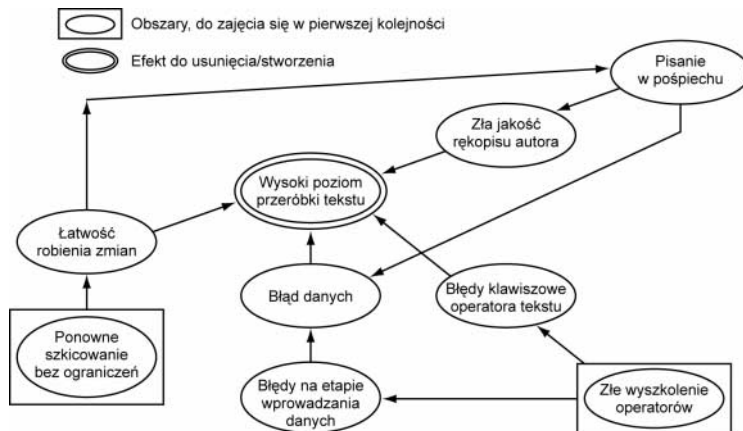 Obszary, do zajęcia się w pierwszej kolejności
Efekt do usunięcia/stworzenia
Pisanie
w pośpiechu
Zła jakość
rękopisu autora
Wysoki poziom
przeróbki tekstu
Łatwość
robienia zmian
Błąd danych
Błędy klawiszowe
operatora tekstu
Ponowne
szkicowanie
bez ograniczeń
Błędy na etapie
wprowadzania
danych
Złe wyszkolenie
operatorów